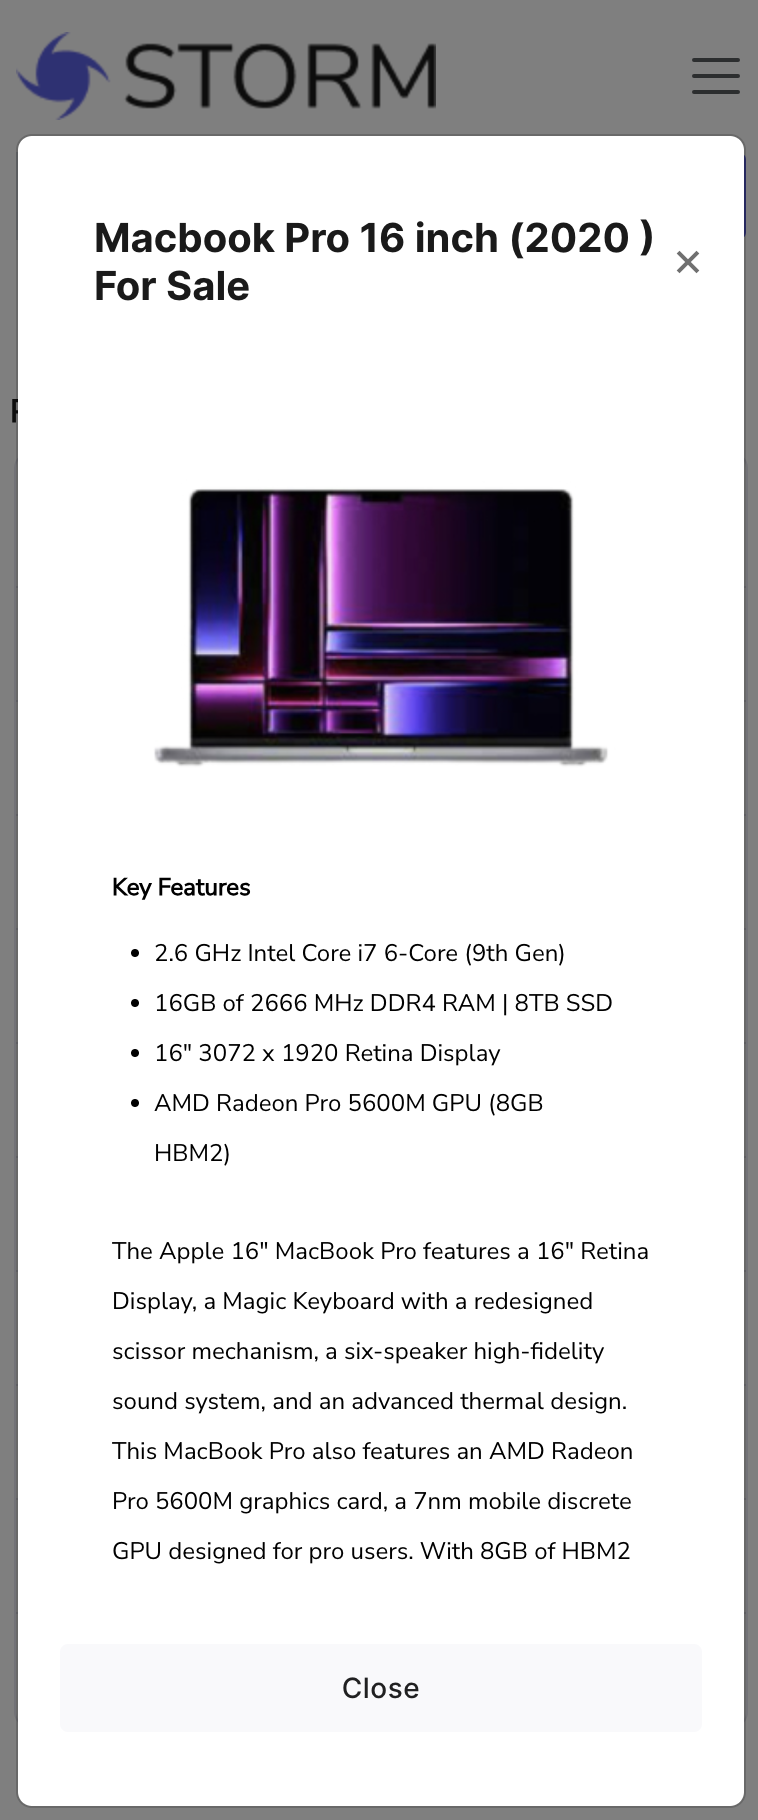 STORM
Macbook Pro 16 inch (2020 )
For Sale
Key Features
2.6 GHz Intel Core i7 6-Core (9th Gen)
16GB of 2666 MHz DDR4 RAM | 8TB SSD
16" 3072 x 1920 Retina Display
AMD Radeon Pro 5600M GPU (8GB
HBM2)
The Apple 16" MacBook Pro features a 16" Retina
Display, a Magic Keyboard with a redesigned
scissor mechanism, a six-speaker high-fidelity
sound system, and an advanced thermal design.
This MacBook Pro also features an AMD Radeon
Pro 5600M graphics card, a 7nm mobile discrete
GPU designed for pro users. With 8GB of HBM2
Close